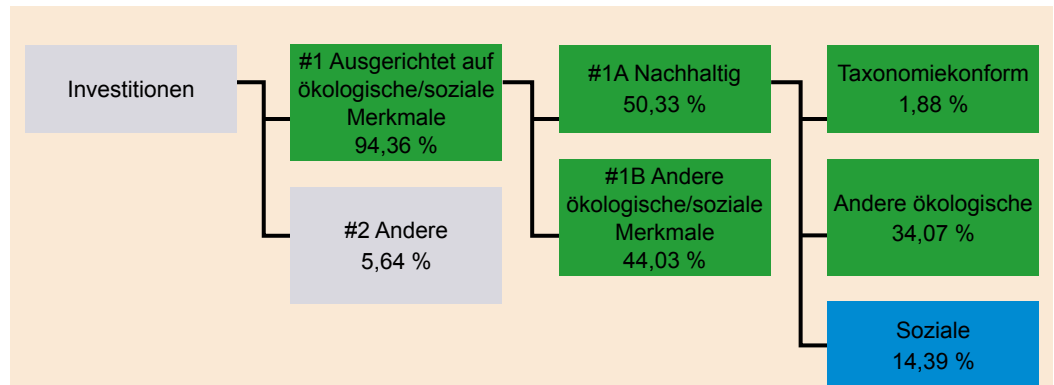 Investitionen
#1 Ausgerichtet auf
ökologische/soziale
Merkmale
94,36 %
#2 Andere
5,64 %
#1A Nachhaltig
50,33 %
#1B Andere
ökologische/soziale
Merkmale
44,03 %
Taxonomiekonform
1,88 %
Andere ökologische
34,07 %
Soziale
14,39 %